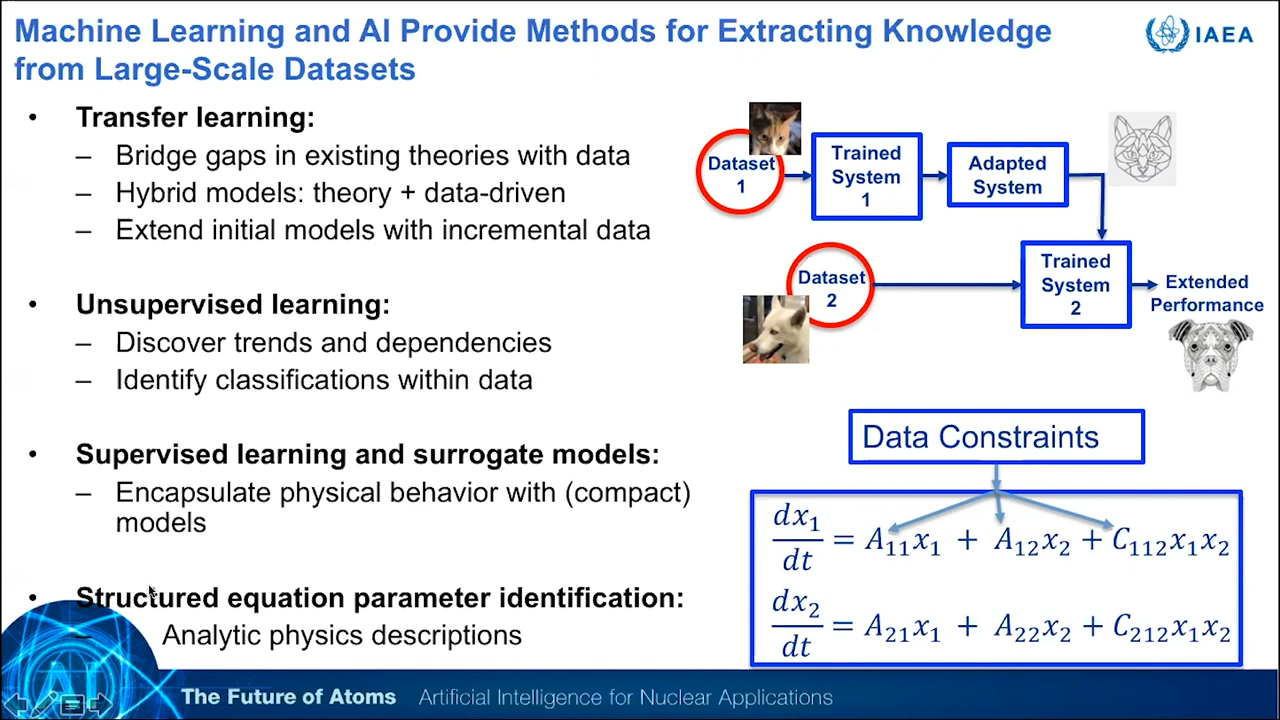 Machine Learning and AI Provide Methods for Extracting Knowledge
from Large-Scale Datasets
IAEA
• Transfer learning:
– Bridge gaps in existing theories with data
– Hybrid models: theory + data-driven
– Extend initial models with incremental data
• Unsupervised learning:
– Discover trends and dependencies
– Identify classifications within data
• Supervised learning and surrogate models:
– Encapsulate physical behavior with (compact)
models
• Structured equation parameter identification:
– Analytic physics descriptions
Dataset
1
Trained
System
1
Adapted
System
Dataset
2
Trained
System
2
Extended
Performance
Data Constraints
dx₁/dt = A₁₁x₁ + A₁₂x₂ + C₁₁₂x₁x₂
dx₂/dt = A₂₁x₁ + A₂₂x₂ + C₂₁₂x₁x₂
AI
The Future of Atoms Artificial Intelligence for Nuclear Applications